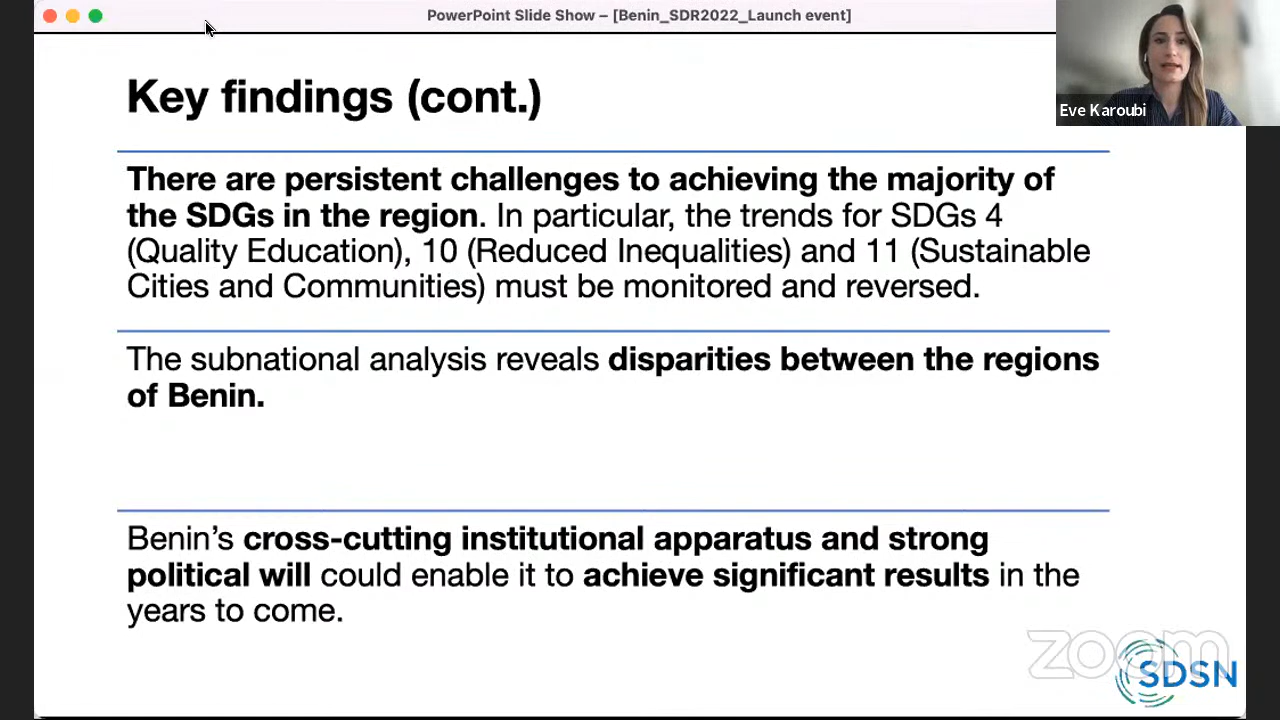 PowerPoint Slide Show – [Benin_SDR2022_Launch event]
Key findings (cont.)
Eve Karoubi
There are persistent challenges to achieving the majority of
the SDGs in the region. In particular, the trends for SDGs 4
(Quality Education), 10 (Reduced Inequalities) and 11 (Sustainable
Cities and Communities) must be monitored and reversed.
The subnational analysis reveals disparities between the regions
of Benin.
Benin’s cross-cutting institutional apparatus and strong
political will could enable it to achieve significant results in the
years to come.
zoom
SDSN